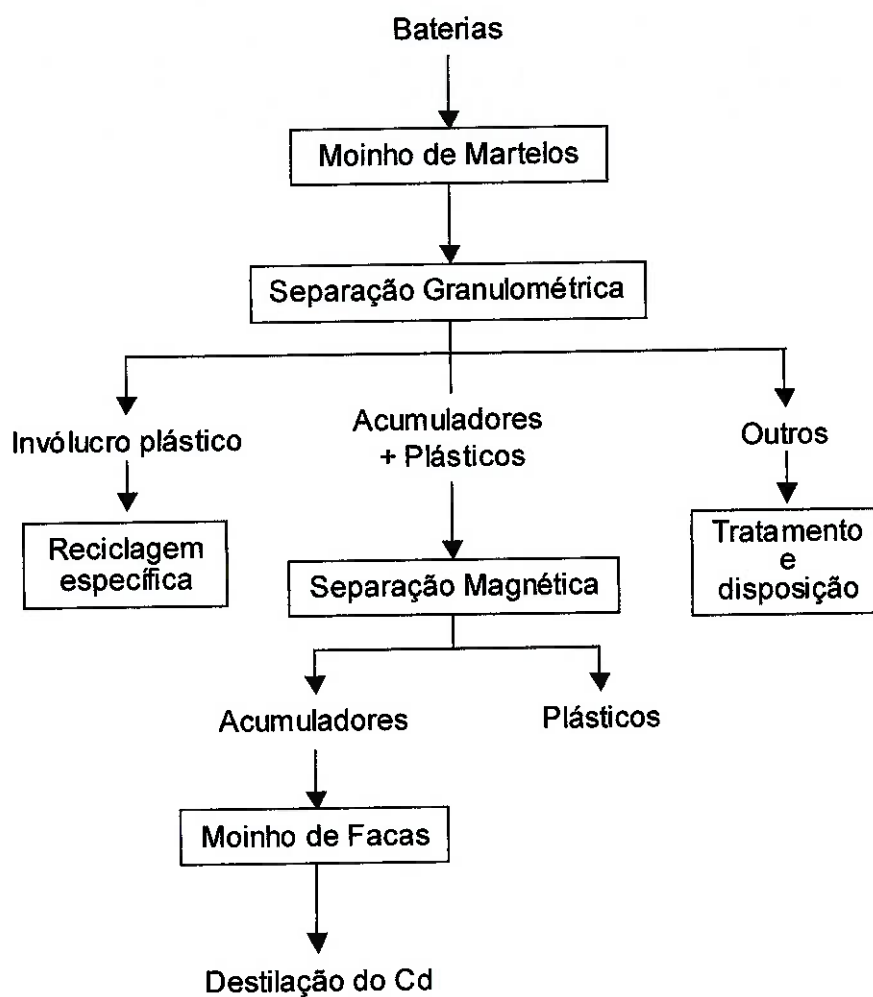 Baterias
Moinho de Martelos
Separação Granulométrica
Invólucro plástico
Acumuladores
+ Plásticos
Outros
Reciclagem
específica
Separação Magnética
Tratamento
e
disposição
Acumuladores
Plásticos
Moinho de Facas
Destilação do Cd